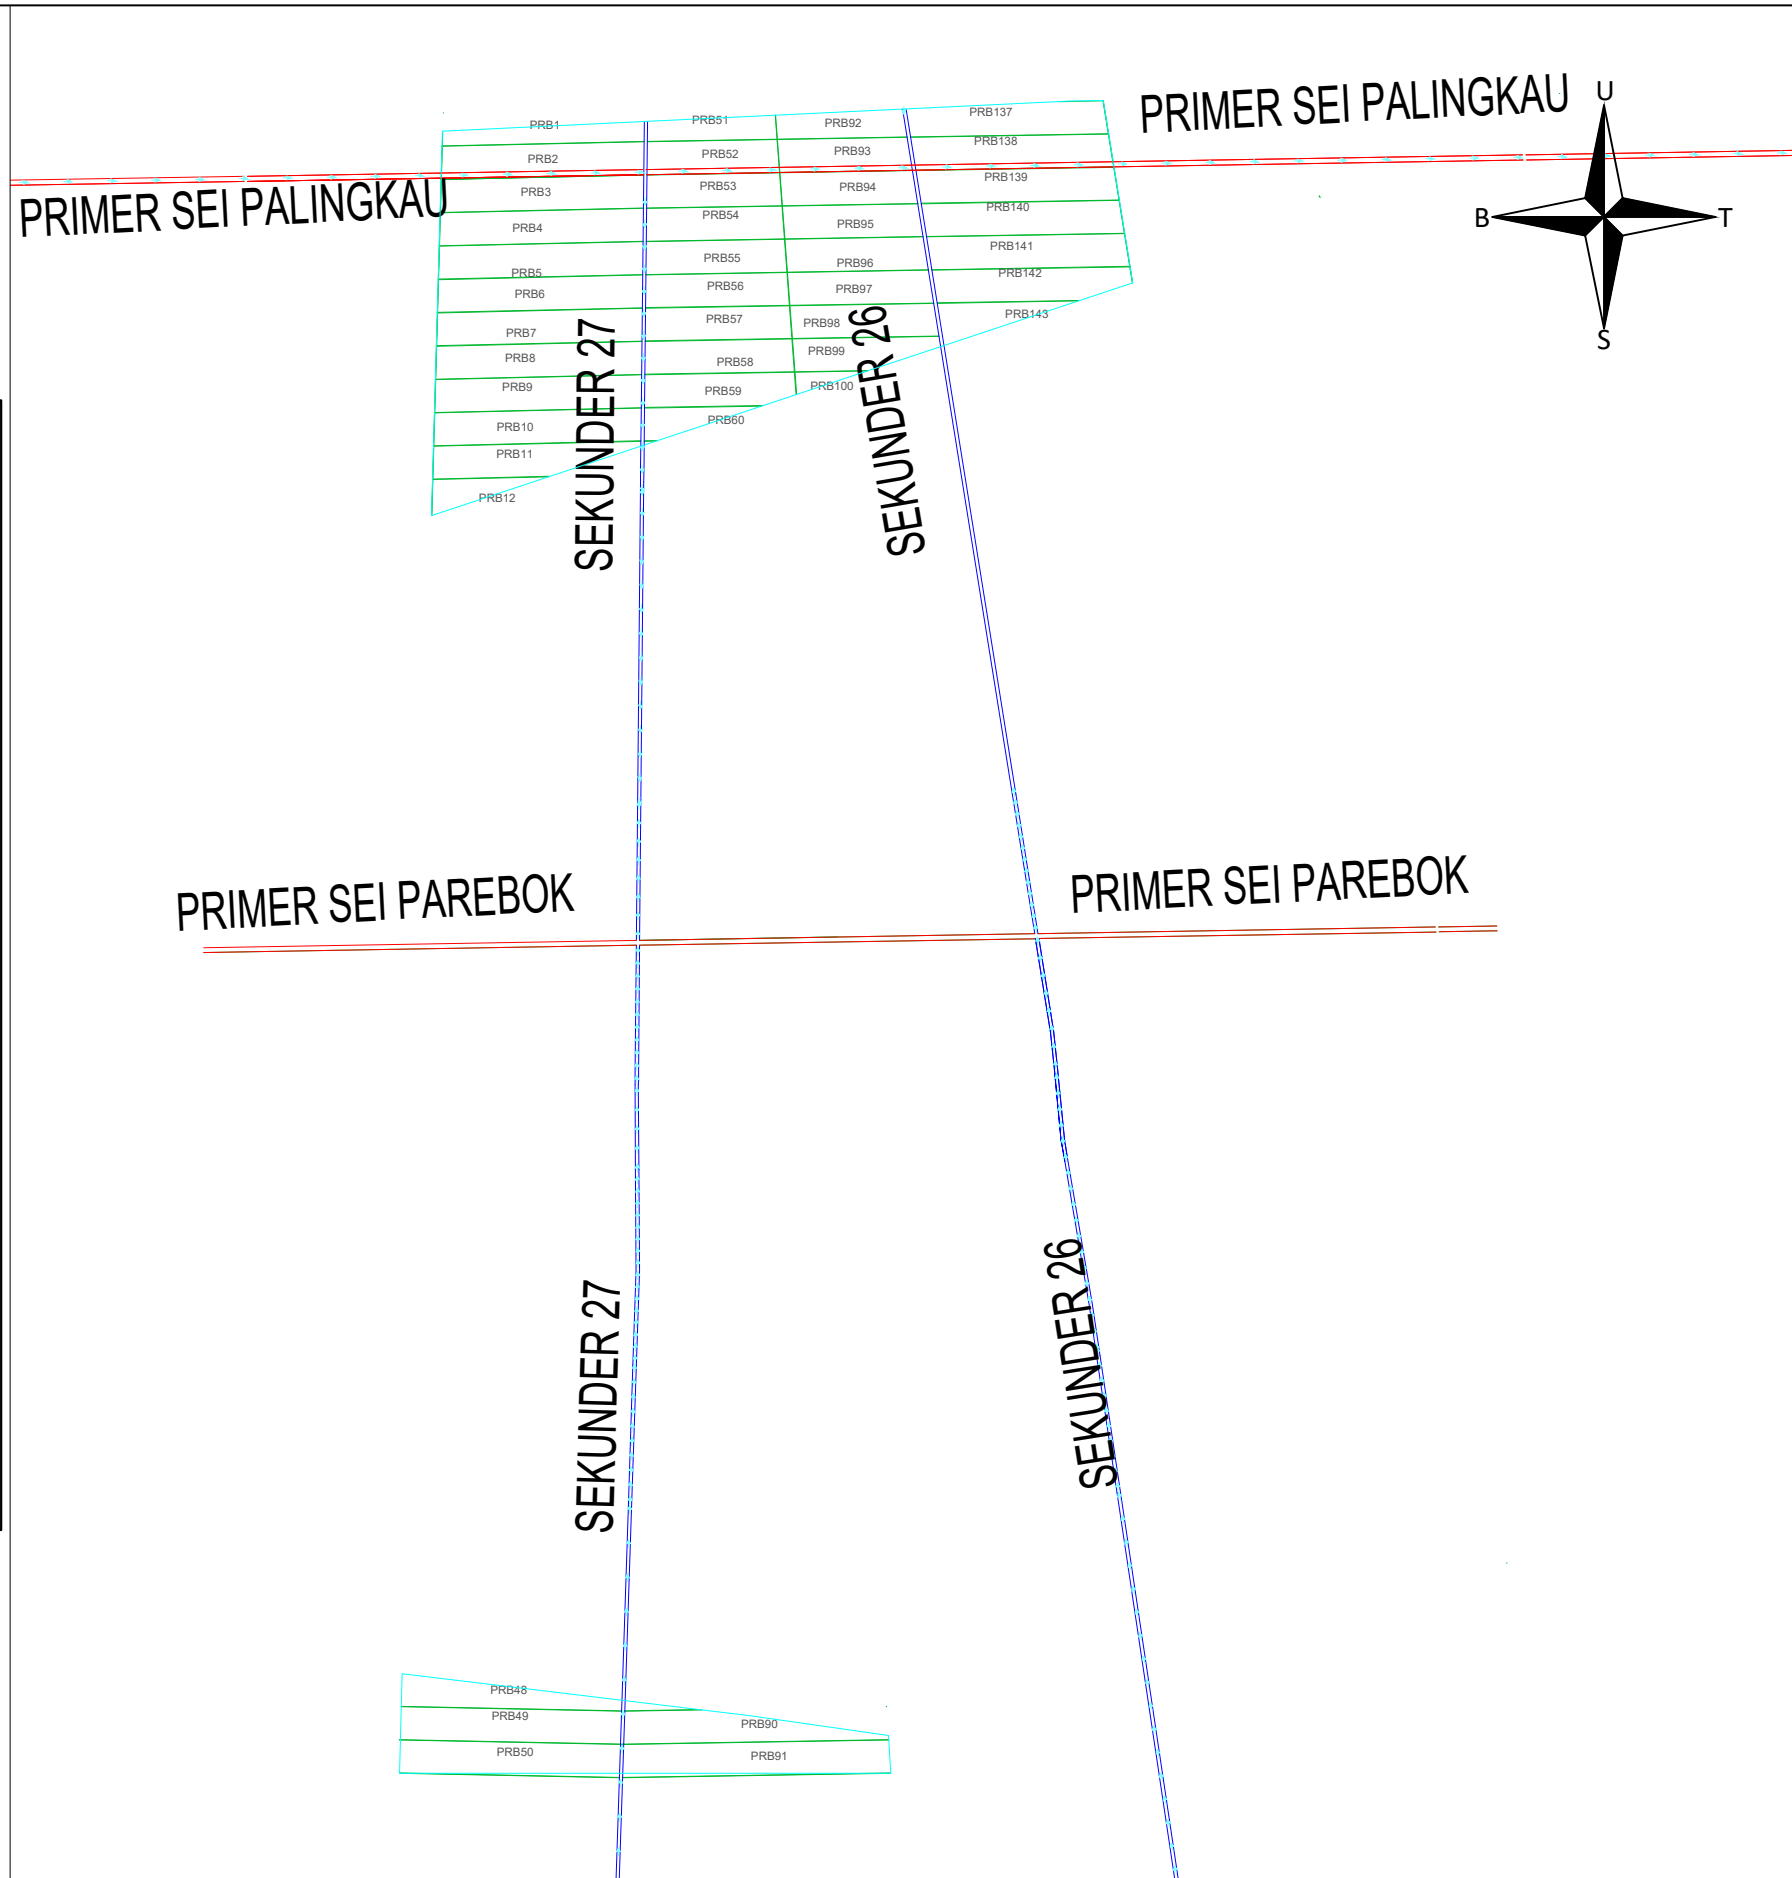 PRIMER SEI PALINGKAU
U
B
T
S
PRIMER SEI PALINGKAU
PRB1
PRB51
PRB92
PRB137
PRB2
PRB52
PRB93
PRB138
PRB3
PRB53
PRB94
PRB139
PRB4
PRB54
PRB95
PRB140
PRB5
PRB55
PRB96
PRB141
PRB6
PRB56
PRB97
PRB142
PRB7
PRB57
PRB98
PRB143
PRB8
PRB58
PRB99
PRB9
PRB59
PRB100
PRB10
PRB60
PRB11
PRB12
SEKUNDER 27
SEKUNDER 26
PRIMER SEI PAREBOK
PRIMER SEI PAREBOK
SEKUNDER 27
SEKUNDER 26
PRB48
PRB49
PRB90
PRB50
PRB91